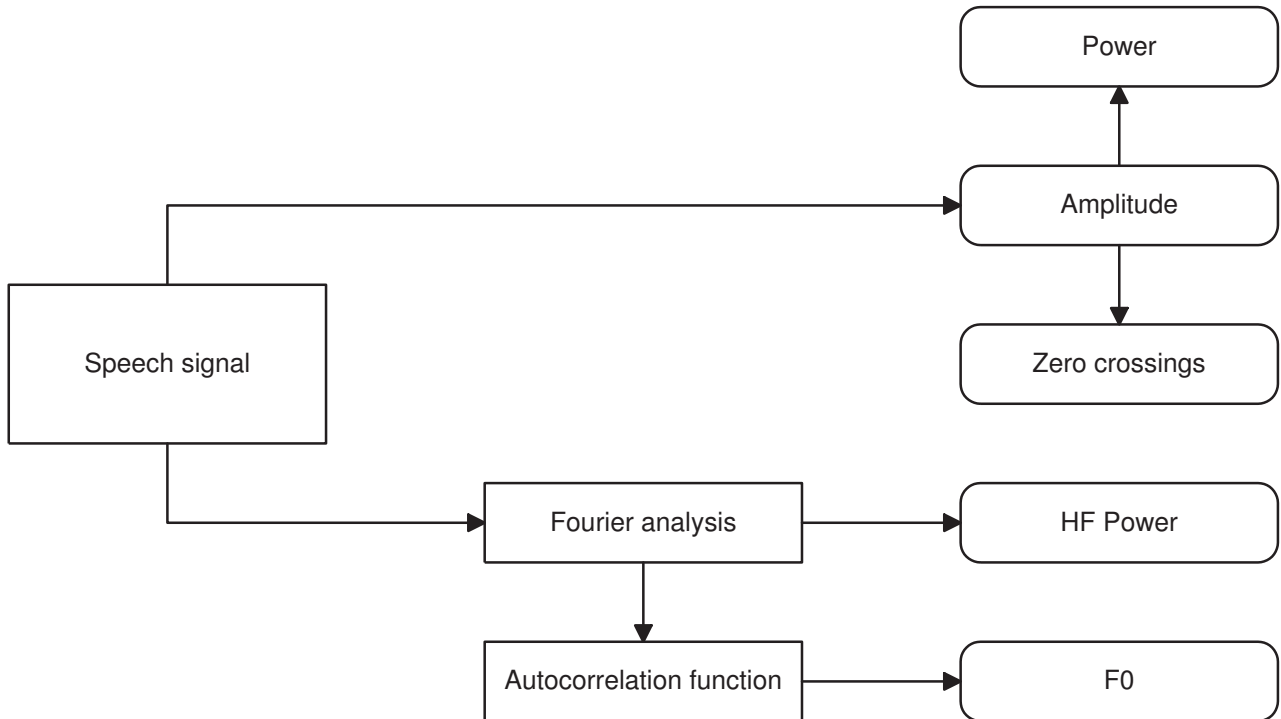 Power
Amplitude
Speech signal
Zero crossings
Fourier analysis
HF Power
Autocorrelation function
F0